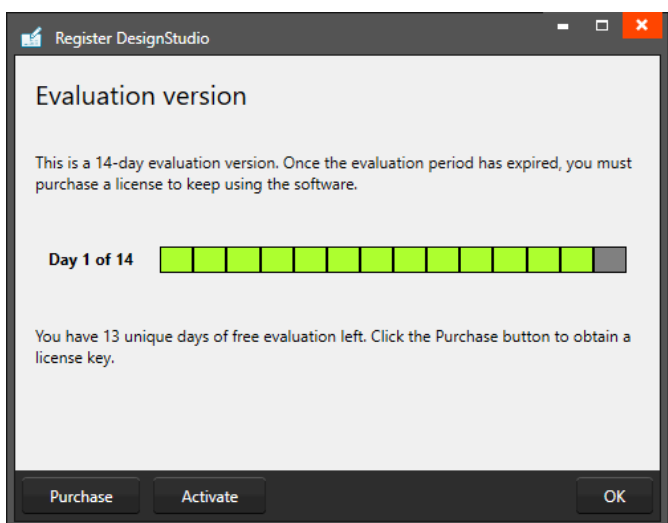 Register DesignStudio
Evaluation version
This is a 14-day evaluation version. Once the evaluation period has expired, you must
purchase a license to keep using the software.
Day 1 of 14
You have 13 unique days of free evaluation left. Click the Purchase button to obtain a
license key.
Purchase
Activate
OK